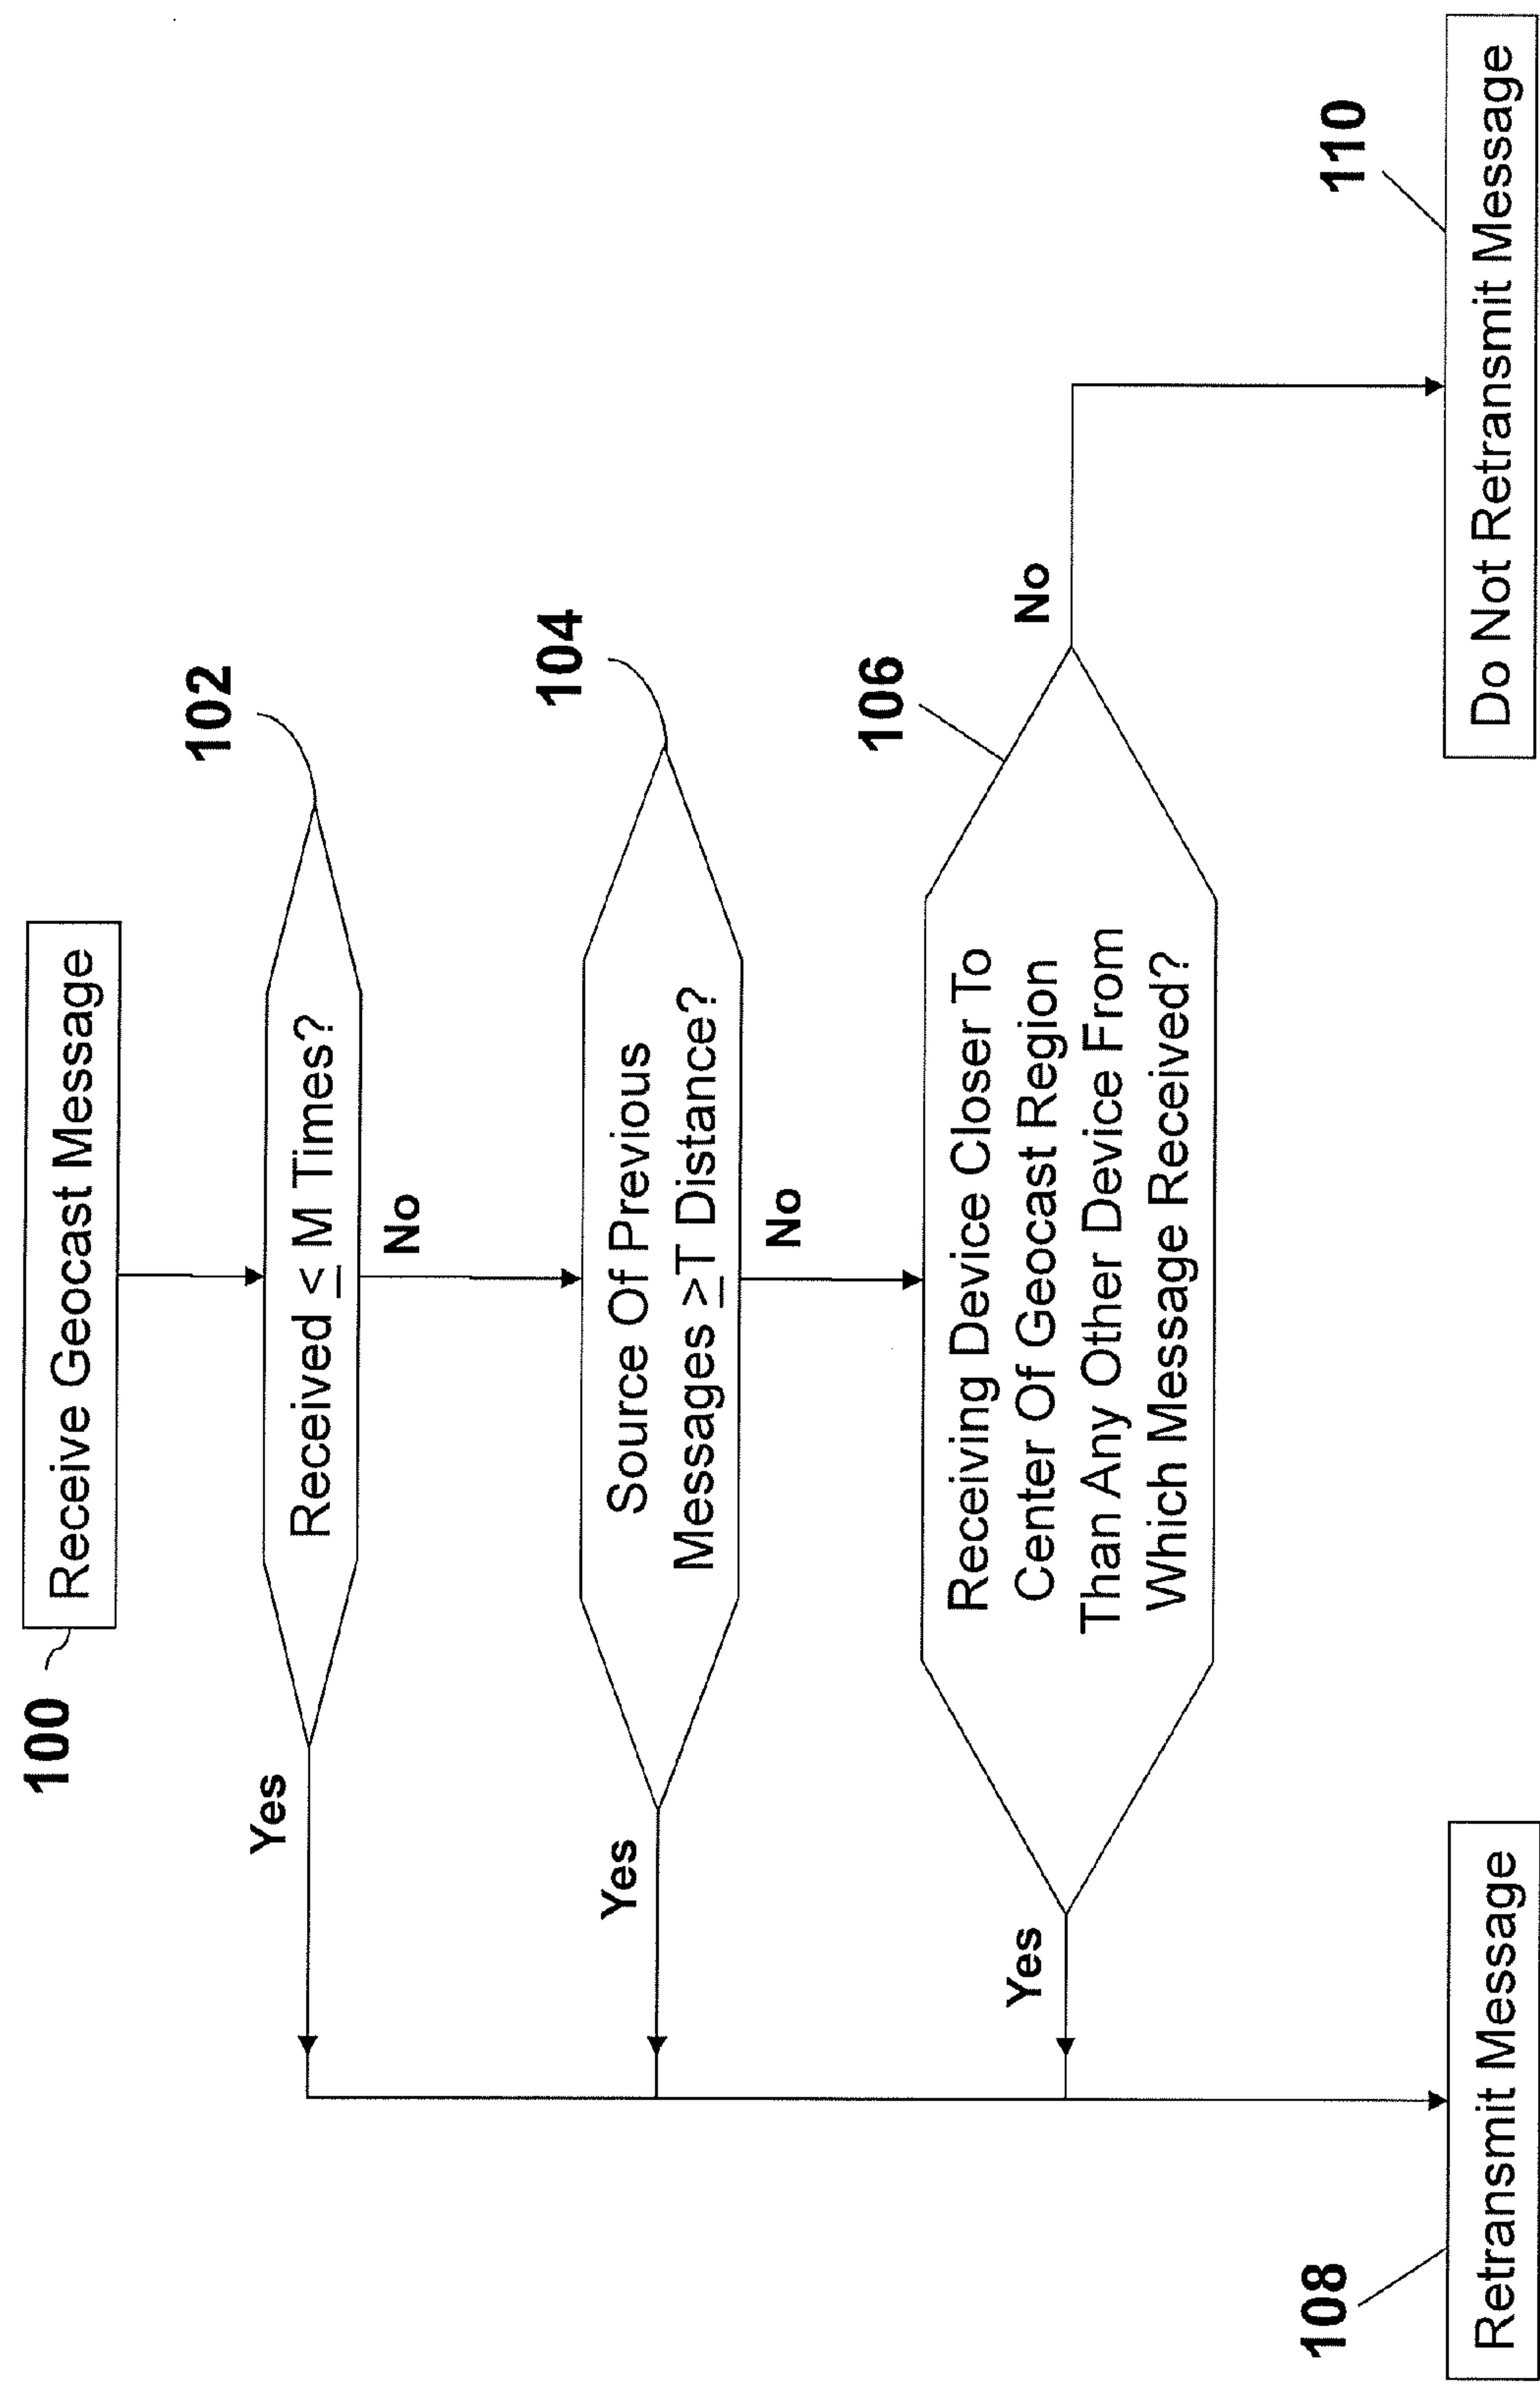 100
Receive Geocast Message
102
Received ≤ M Times?
Yes
No
104
Source Of Previous
Messages ≥T Distance?
Yes
No
106
Receiving Device Closer To
Center Of Geocast Region
Than Any Other Device From
Which Message Received?
Yes
No
108
Retransmit Message
110
Do Not Retransmit Message